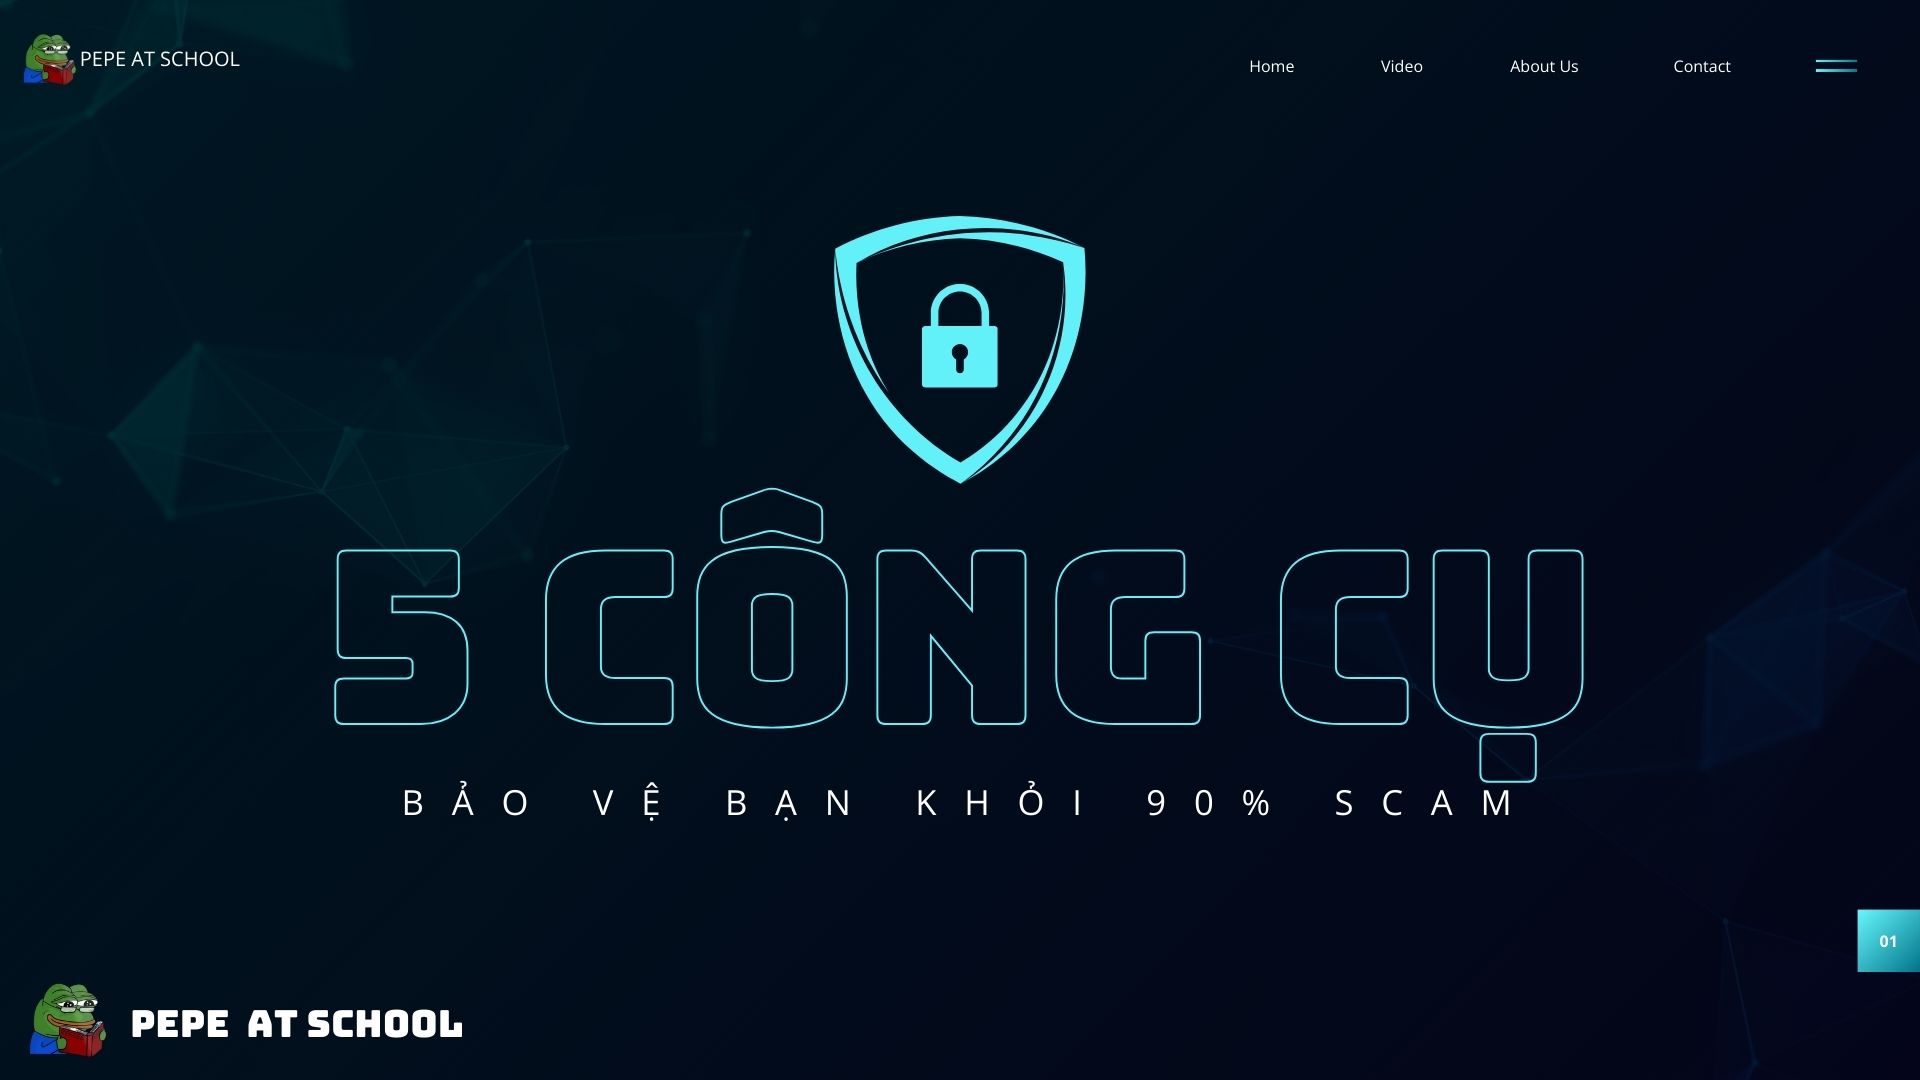 PEPE AT SCHOOL
Home Video About Us Contact
5 CÔNG CỤ
BẢO VỆ BẠN KHỎI 90% SCAM
01
PEPE AT SCHOOL